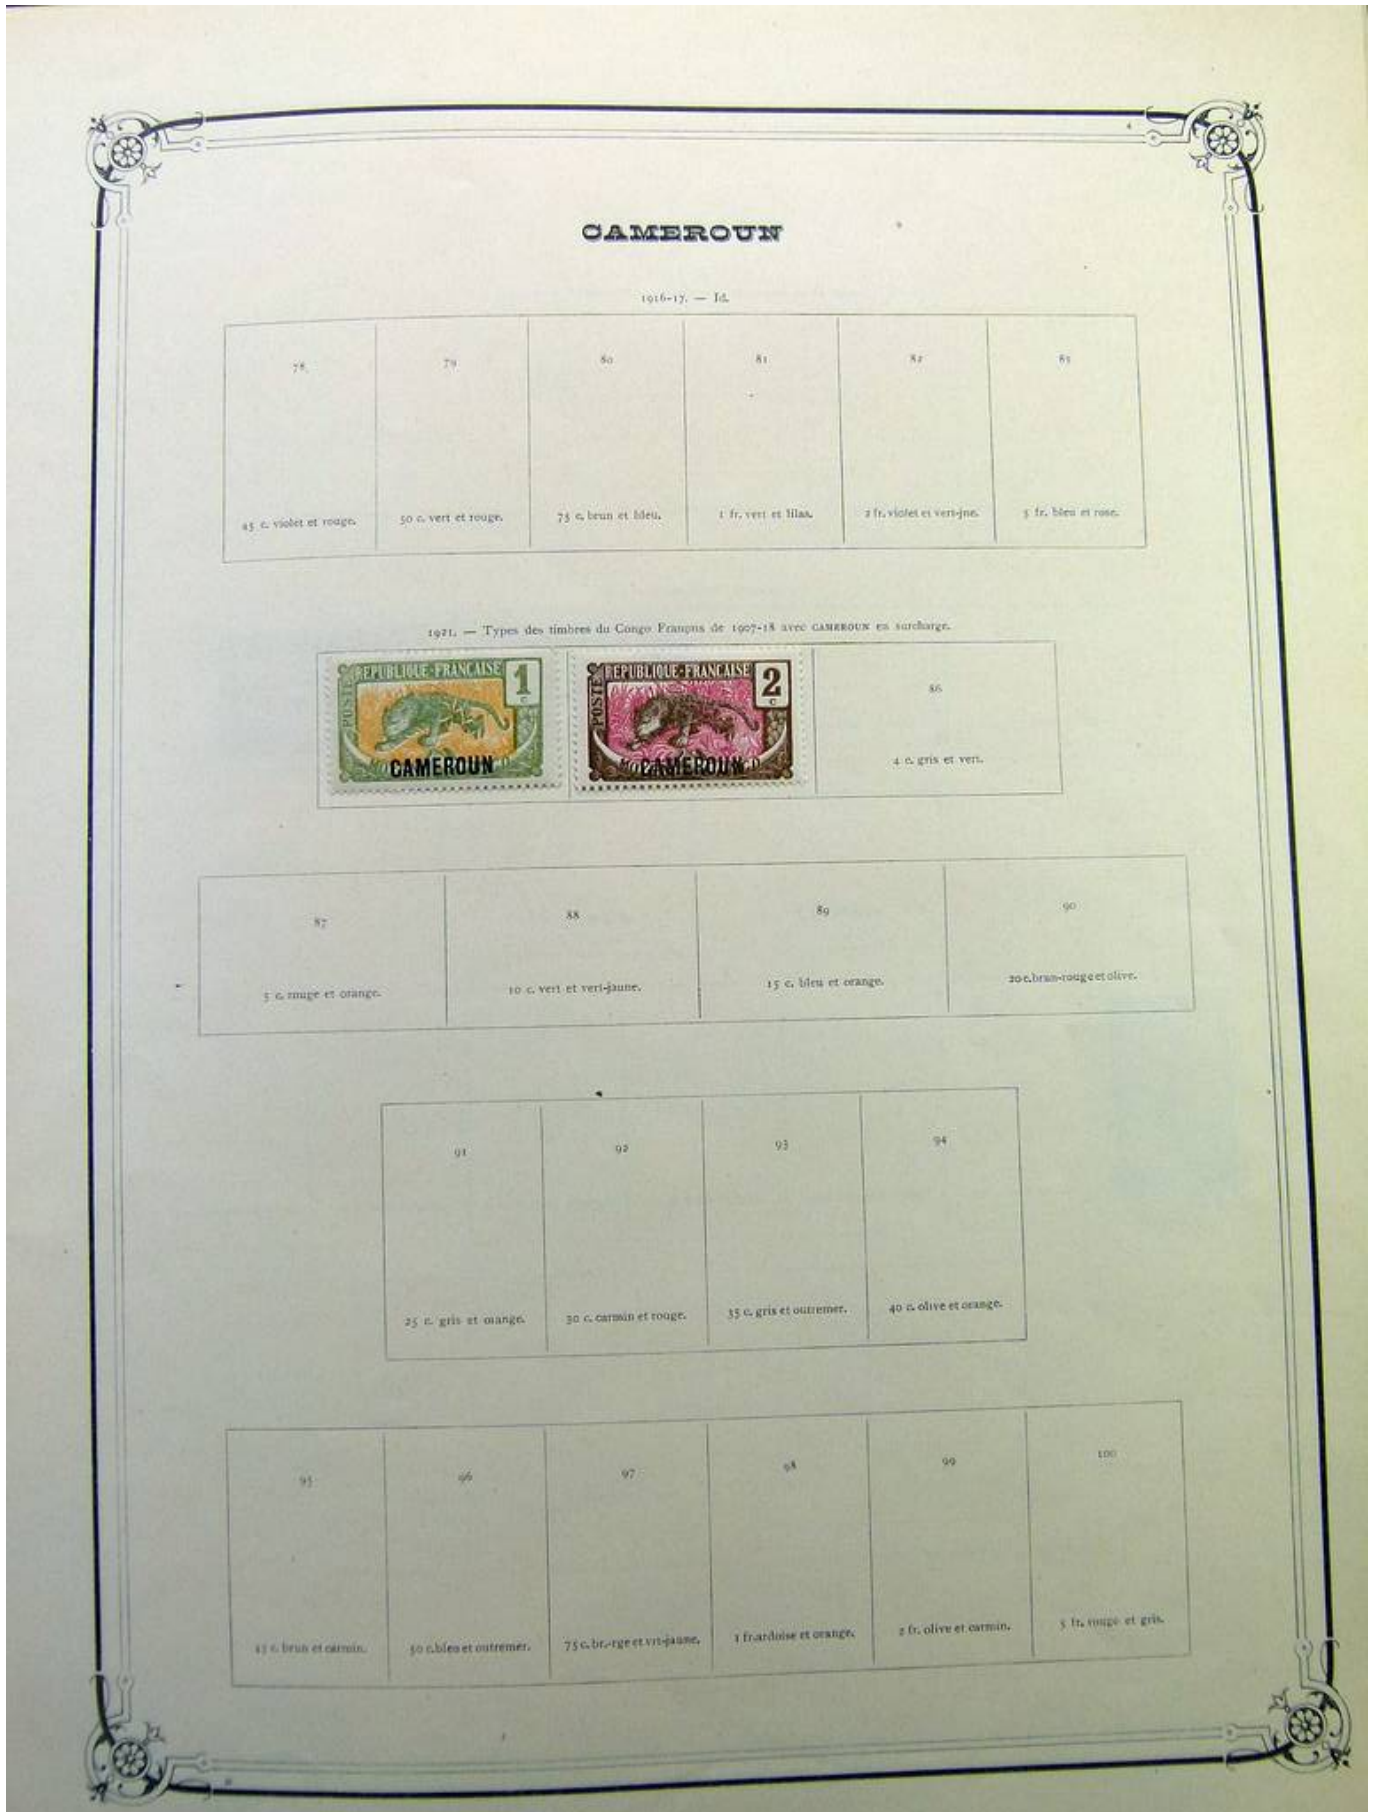 CAMEROUN
1916-17. — Id.
78 79 80 81 82 83
45 c. violet et rouge. 50 c. vert et rouge. 75 c. brun et bleu. 1 fr. vert et lilas. 2 fr. violet et vert-jne. 5 fr. bleu et rose.
1921. — Types des timbres du Congo Français de 1907-18 avec CAMEROUN en surcharge.
REPUBLIQUE·FRANÇAISE 1 c
POSTES
CAMEROUN
REPUBLIQUE·FRANÇAISE 2 c
POSTES
CAMEROUN
86
4 c. gris et vert.
87 88 89 90
5 c. rouge et orange. 10 c. vert et vert-jaune. 15 c. bleu et orange. 20 c. brun-rouge et olive.
91 92 93 94
25 c. gris et orange. 30 c. carmin et rouge. 35 c. gris et outremer. 40 c. olive et orange.
95 96 97 98 99 100
45 c. brun et carmin. 50 c. bleu et outremer. 75 c. br.-rge et vrt-jaune. 1 fr. ardoise et orange. 2 fr. olive et carmin. 5 fr. rouge et gris.